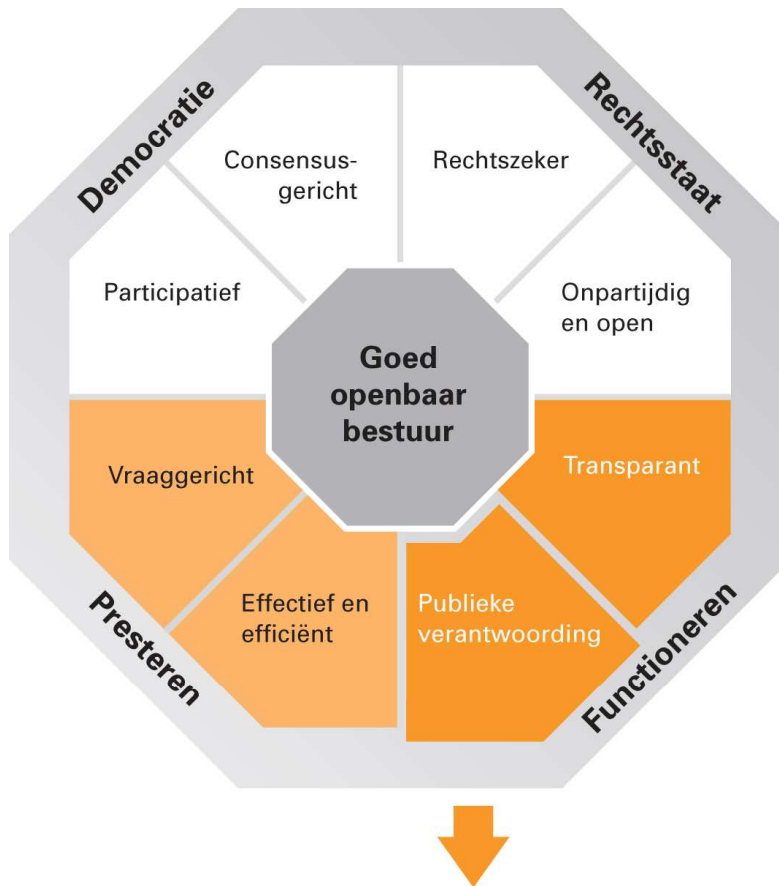 Democratie
Rechtsstaat
Consensus-
gericht
Rechtszeker
Participatief
Onpartijdig
en open
Goed
openbaar
bestuur
Vraaggericht
Transparant
Effectief en
efficiënt
Publieke
verantwoording
Presteren
Functioneren